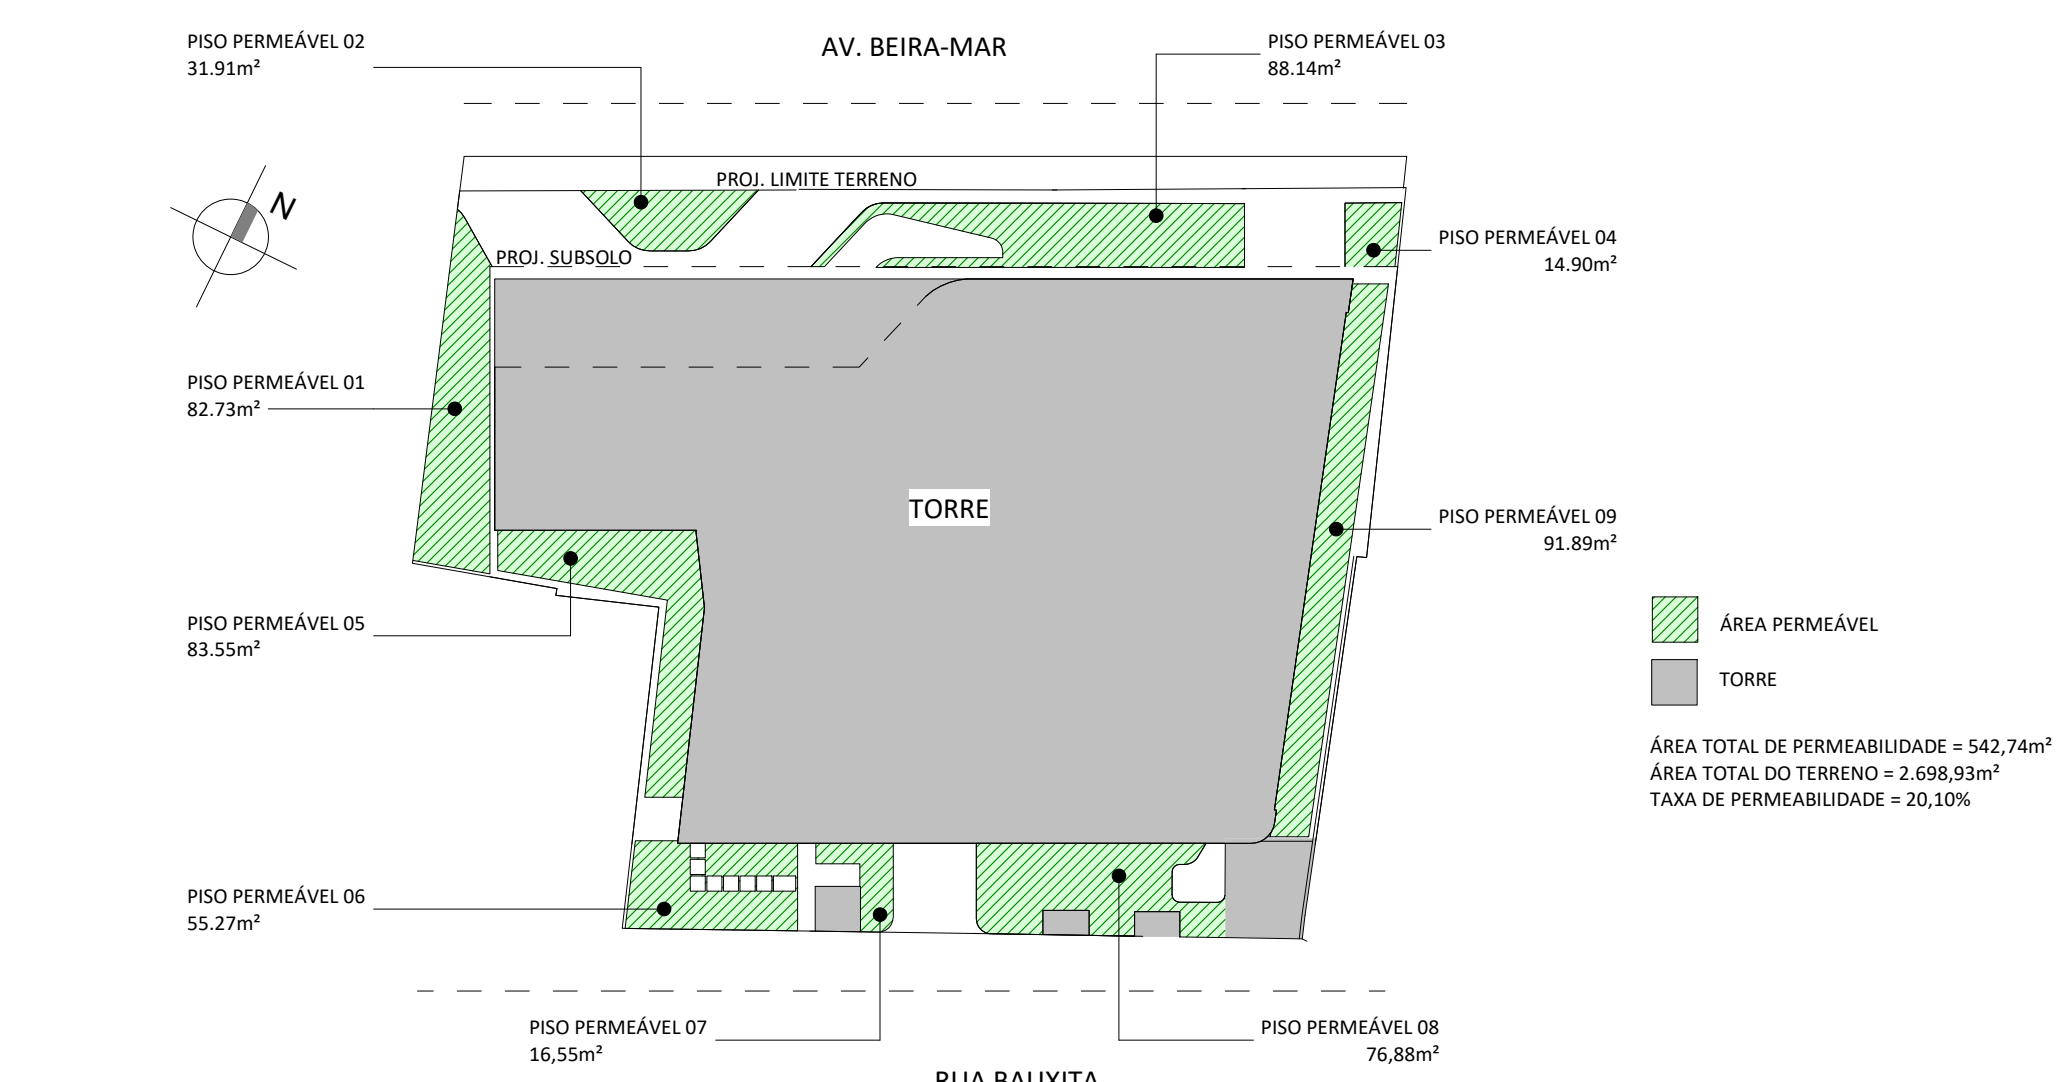 PISO PERMEÁVEL 02
31.91m²
AV. BEIRA-MAR
PISO PERMEÁVEL 03
88.14m²
N
PROJ. LIMITE TERRENO
PROJ. SUBSOLO
PISO PERMEÁVEL 04
14.90m²
PISO PERMEÁVEL 01
82.73m²
TORRE
PISO PERMEÁVEL 09
91.89m²
PISO PERMEÁVEL 05
83.55m²
ÁREA PERMEÁVEL
TORRE
ÁREA TOTAL DE PERMEABILIDADE = 542,74m²
ÁREA TOTAL DO TERRENO = 2.698,93m²
TAXA DE PERMEABILIDADE = 20,10%
PISO PERMEÁVEL 06
55.27m²
PISO PERMEÁVEL 07
16,55m²
PISO PERMEÁVEL 08
76,88m²
RUA BAUXITA